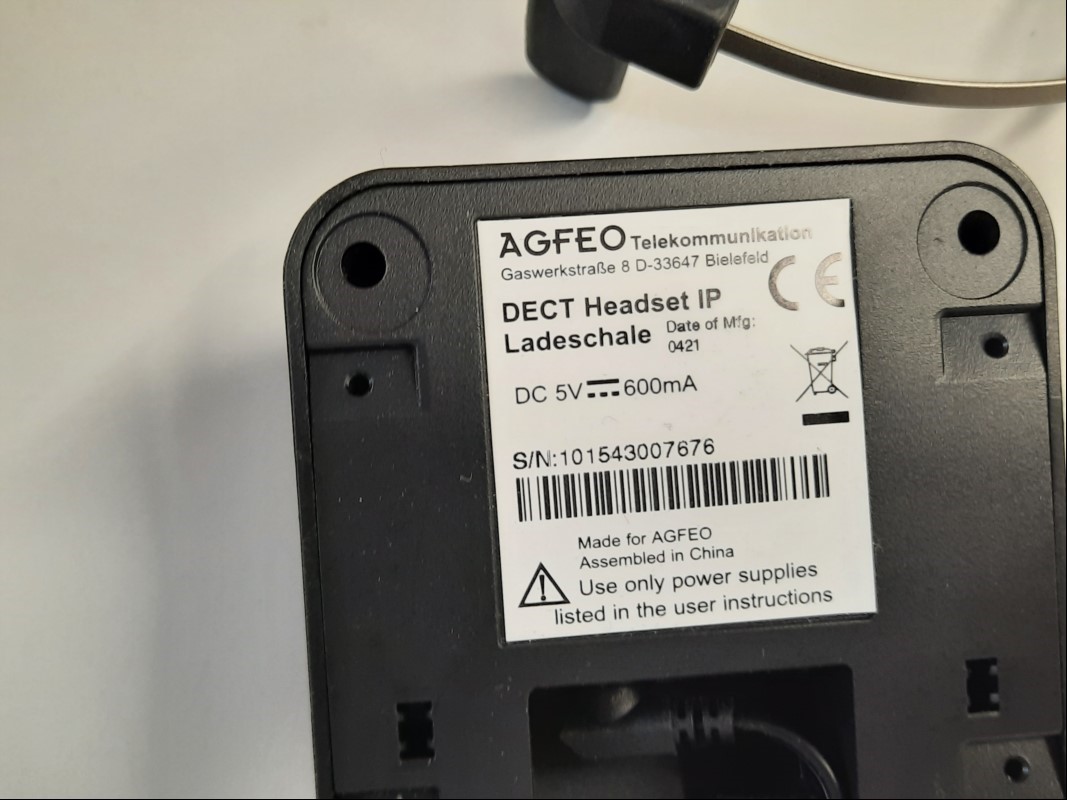 AGFEO Telekommunikation
Gaswerkstraße 8 D-33647 Bielefeld
CE
DECT Headset IP
Ladeschale
Date of Mfg:
0421
DC 5V 600mA
S/N:101543007676
Made for AGFEO
Assembled in China
Use only power supplies
listed in the user instructions